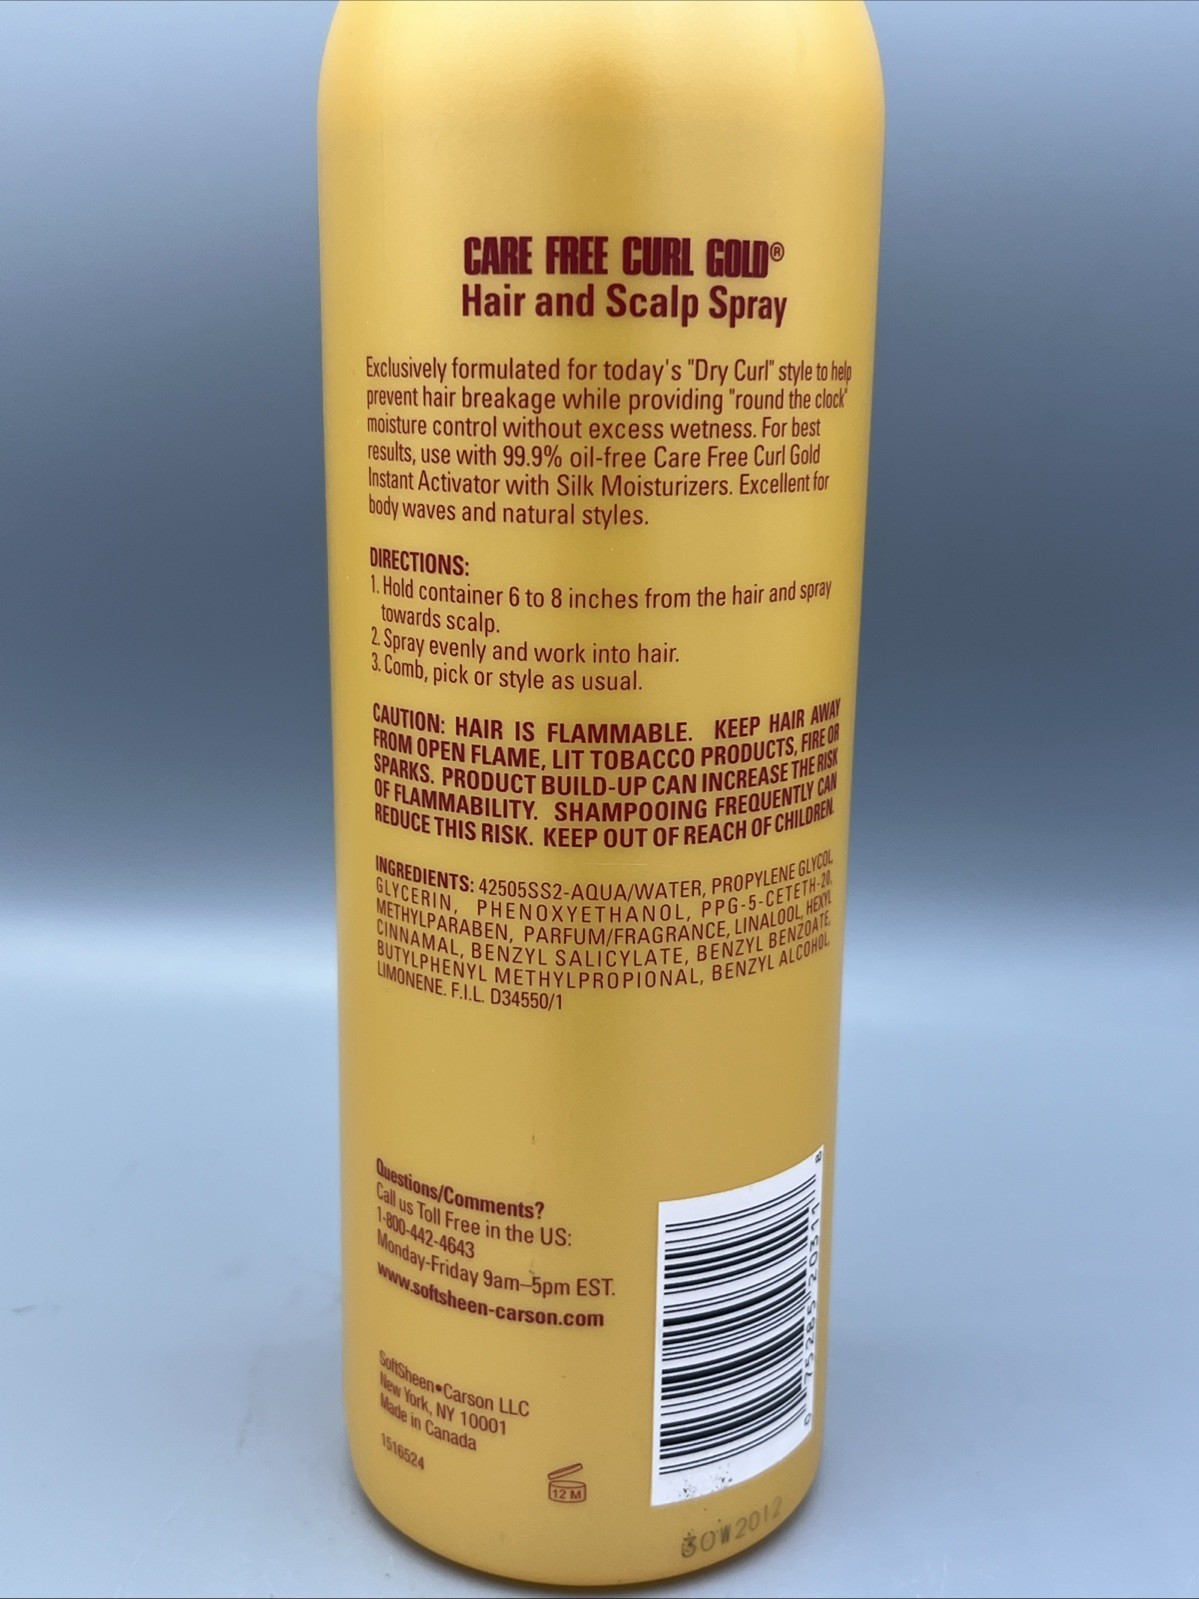 CARE FREE CURL GOLD®
Hair and Scalp Spray
Exclusively formulated for today's "Dry Curl" style to help
prevent hair breakage while providing "round the clock"
moisture control without excess wetness. For best
results, use with 99.9% oil-free Care Free Curl Gold
Instant Activator with Silk Moisturizers. Excellent for
body waves and natural styles.
DIRECTIONS:
1. Hold container 6 to 8 inches from the hair and spray
towards scalp.
2. Spray evenly and work into hair.
3. Comb, pick or style as usual.
CAUTION: HAIR IS FLAMMABLE. KEEP HAIR AWAY
FROM OPEN FLAME, LIT TOBACCO PRODUCTS, FIRE OR
SPARKS. PRODUCT BUILD-UP CAN INCREASE THE RISK
OF FLAMMABILITY. SHAMPOOING FREQUENTLY CAN
REDUCE THIS RISK. KEEP OUT OF REACH OF CHILDREN.
INGREDIENTS: 42505SS2-AQUA/WATER, PROPYLENE GLYCOL,
GLYCERIN, PHENOXYETHANOL, PPG-5-CETETH-20,
METHYLPARABEN, PARFUM/FRAGRANCE, LINALOOL, HEXYL
CINNAMAL, BENZYL SALICYLATE, BENZYL BENZOATE,
BUTYLPHENYL METHYLPROPIONAL, BENZYL ALCOHOL,
LIMONENE. F.I.L. D34550/1
Questions/Comments?
Call us Toll Free in the US:
1-800-442-4643
Monday-Friday 9am–5pm EST.
www.softsheen-carson.com
SoftSheen•Carson LLC
New York, NY 10001
Made in Canada
1516524
12 M
0 75285 20311 8
30W2012